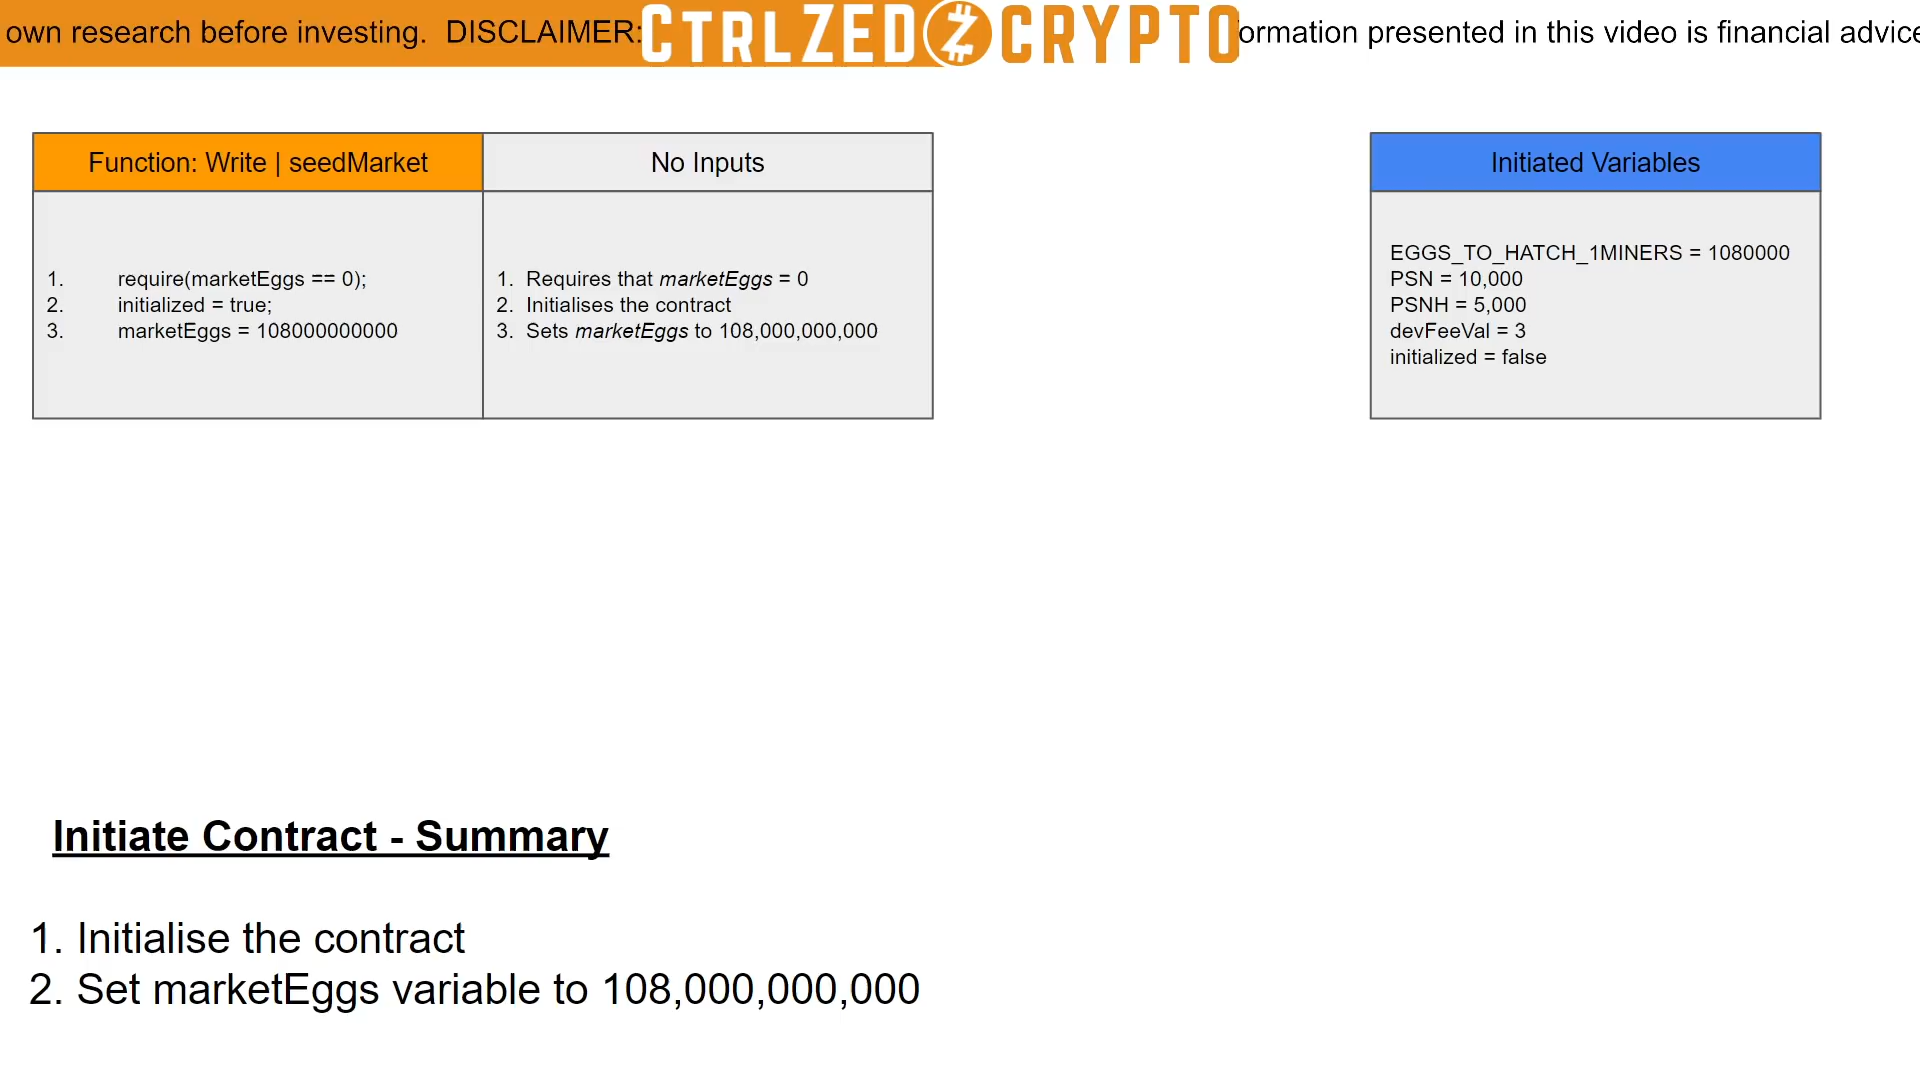 own research before investing.  DISCLAIMER:
CTRLZED CRYPTO
ormation presented in this video is financial advice
Function: Write | seedMarket
No Inputs
1. require(marketEggs == 0);
2. initialized = true;
3. marketEggs = 108000000000
1. Requires that marketEggs = 0
2. Initialises the contract
3. Sets marketEggs to 108,000,000,000
Initiated Variables
EGGS_TO_HATCH_1MINERS = 1080000
PSN = 10,000
PSNH = 5,000
devFeeVal = 3
initialized = false
Initiate Contract - Summary
1. Initialise the contract
2. Set marketEggs variable to 108,000,000,000